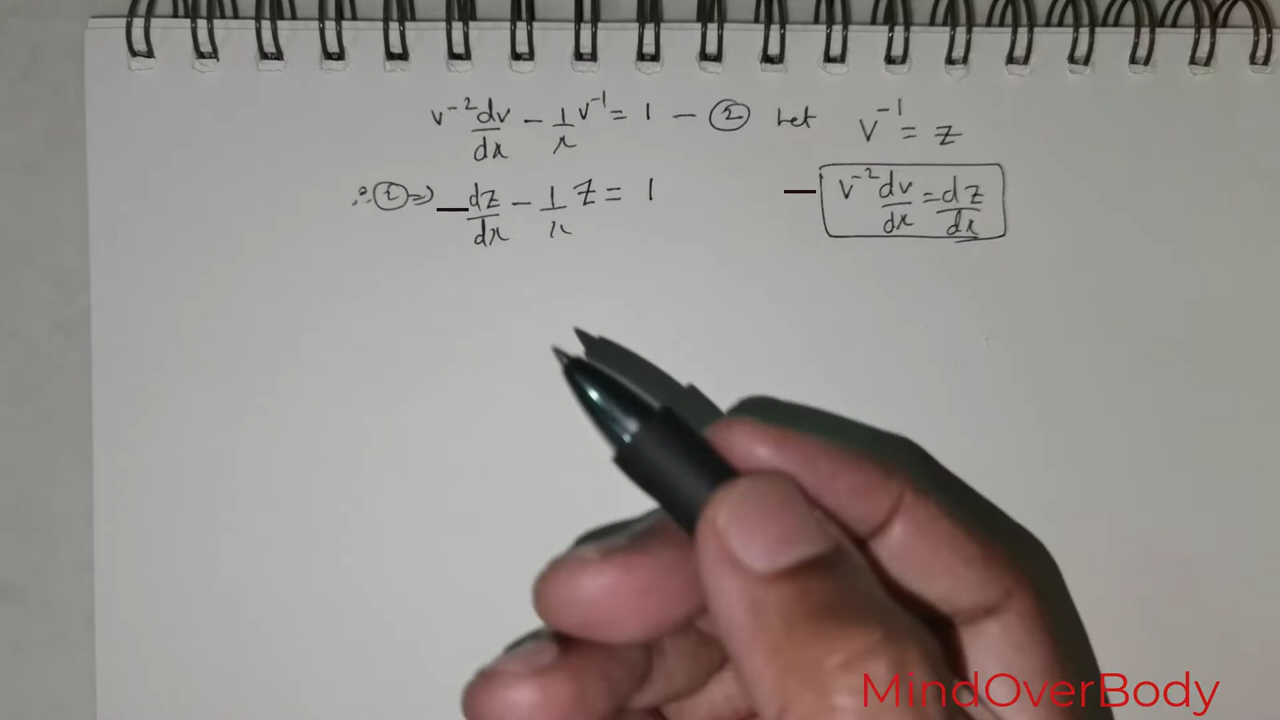 v⁻² dv/dx - 1/x v⁻¹ = 1 - ② Let v⁻¹ = z
∴ ② ⇒ - dz/dx - 1/x z = 1 - v⁻² dv/dx = dz/dx
MindOverBody